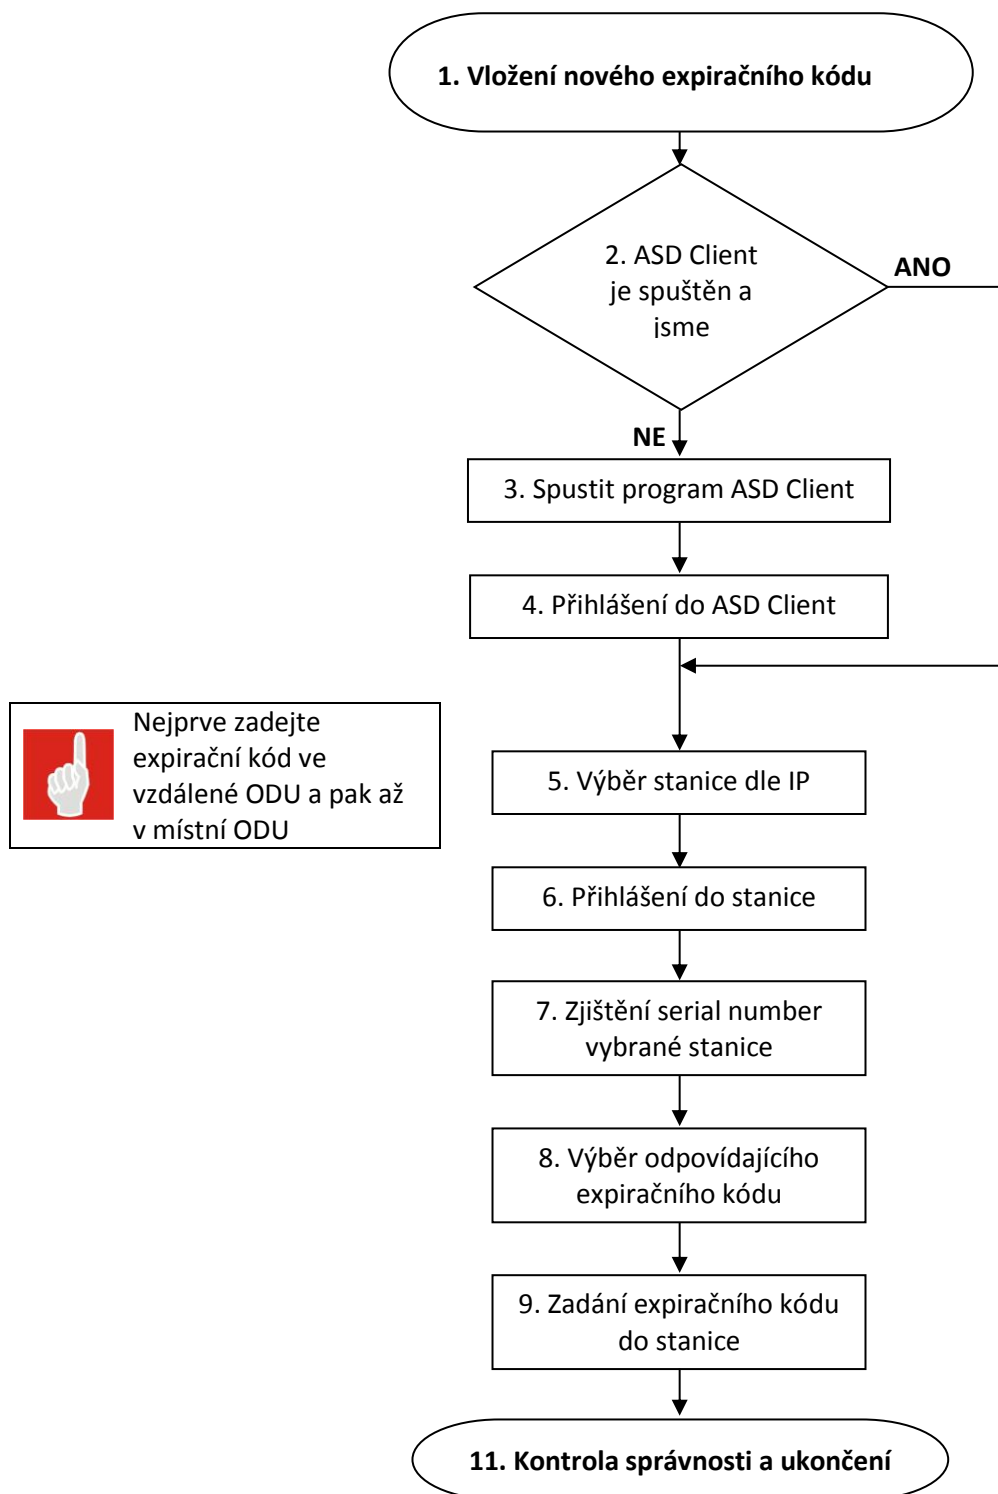 1. Vložení nového expiračního kódu
2. ASD Client
je spuštěn a
jsme
ANO
NE
3. Spustit program ASD Client
4. Přihlášení do ASD Client
Nejprve zadejte
expirační kód ve
vzdálené ODU a pak až
v místní ODU
5. Výběr stanice dle IP
6. Přihlášení do stanice
7. Zjištění serial number
vybrané stanice
8. Výběr odpovídajícího
expiračního kódu
9. Zadání expiračního kódu
do stanice
11. Kontrola správnosti a ukončení